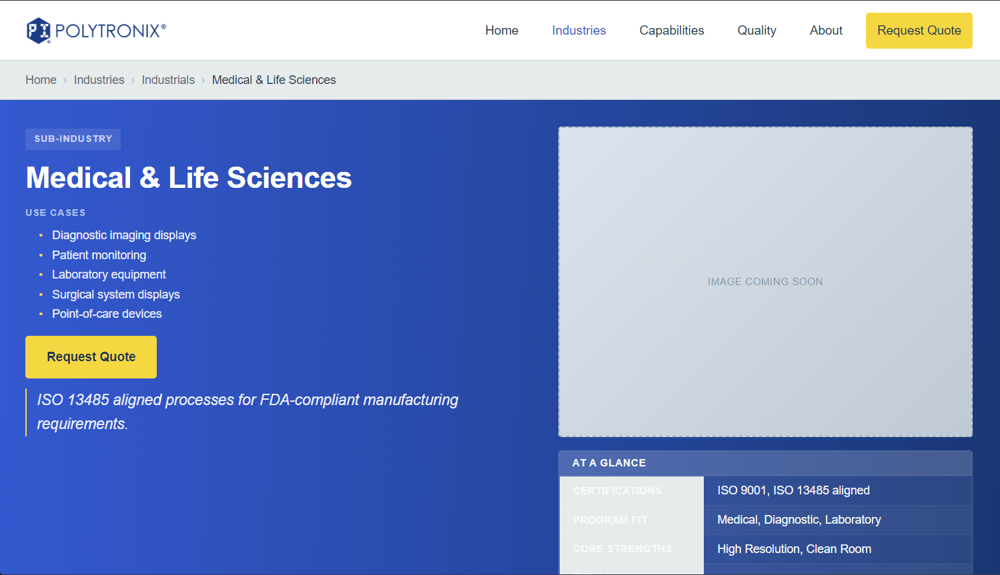 PI POLYTRONIX®
Home
Industries
Capabilities
Quality
About
Request Quote
Home › Industries › Industrials › Medical & Life Sciences
SUB-INDUSTRY
Medical & Life Sciences
USE CASES
• Diagnostic imaging displays
• Patient monitoring
• Laboratory equipment
• Surgical system displays
• Point-of-care devices
Request Quote
ISO 13485 aligned processes for FDA-compliant manufacturing
requirements.
IMAGE COMING SOON
AT A GLANCE
CERTIFICATIONS ISO 9001, ISO 13485 aligned
PROGRAM FIT Medical, Diagnostic, Laboratory
CORE STRENGTHS High Resolution, Clean Room